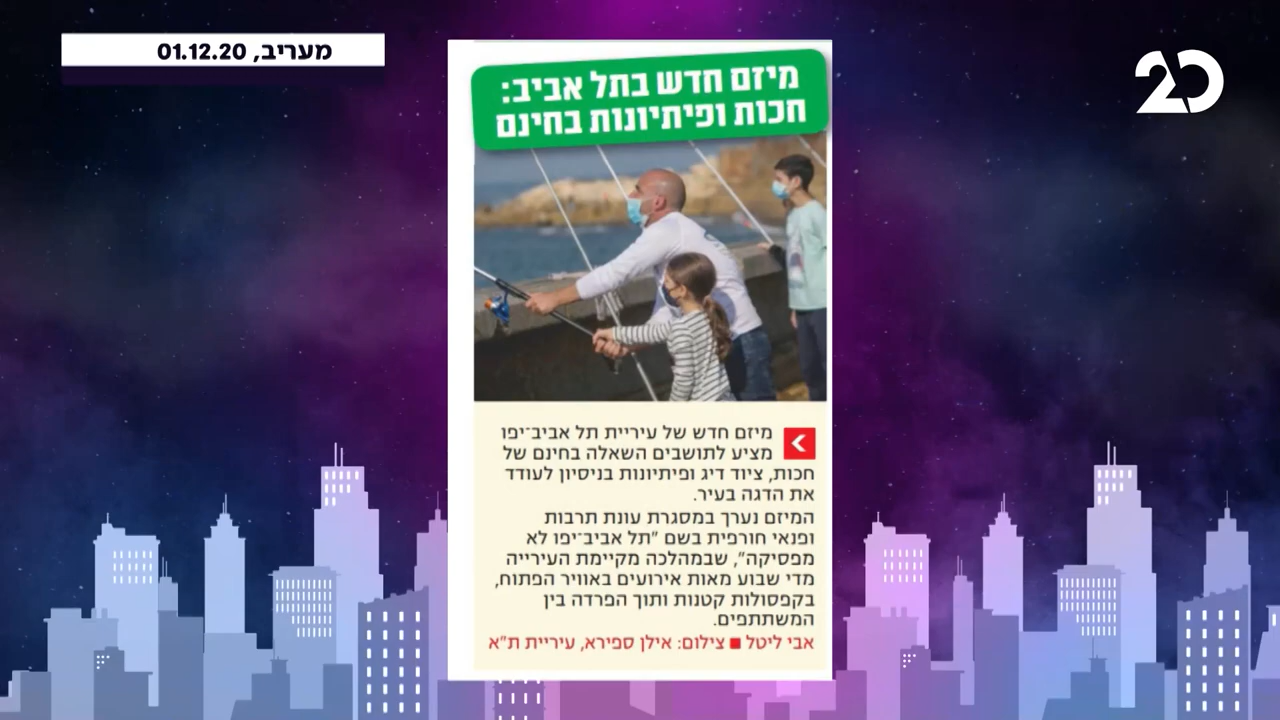 מעריב, 01.12.20
20
מיזם חדש בתל אביב:
חכות ופיתיונות בחינם
מיזם חדש של עיריית תל אביב־יפו
מציע לתושבים השאלה בחינם של
חכות, ציוד דיג ופיתיונות בניסיון לעודד
את הדגה בעיר.
המיזם נערך במסגרת עונת תרבות
ופנאי חורפית בשם "תל אביב־יפו לא
מפסיקה", שבמהלכה מקיימת העירייה
מדי שבוע מאות אירועים באוויר הפתוח,
בקפסולות קטנות ותוך הפרדה בין
המשתתפים.
אבי ליטל ■ צילום: אילן ספירא, עיריית ת"א